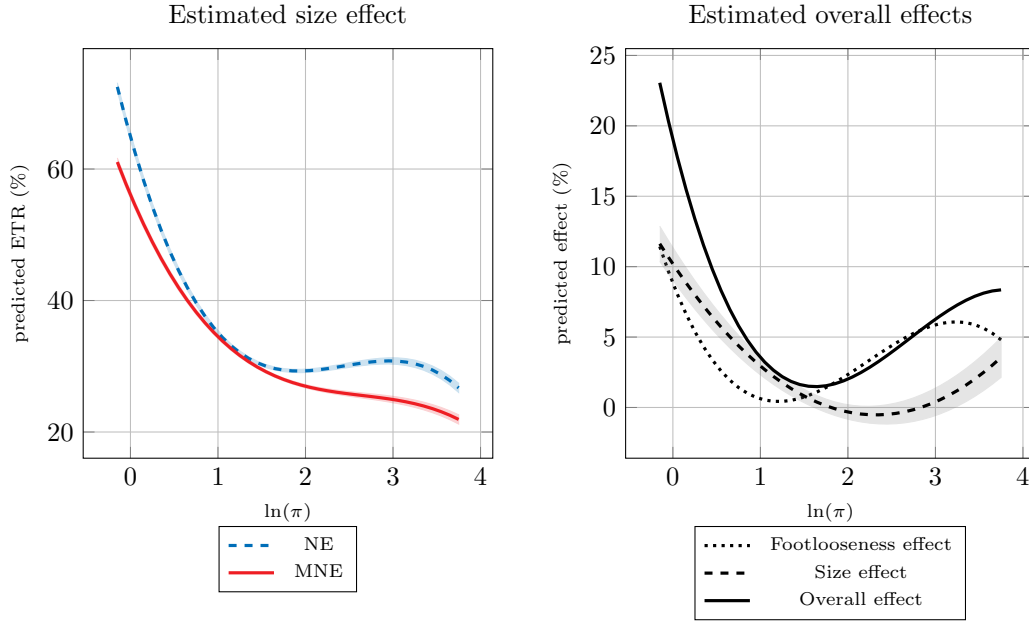 Estimated size effect
predicted ETR (%)
60
40
20
0 1 2 3 4
ln(π)
NE
MNE
Estimated overall effects
predicted effect (%)
25
20
15
10
5
0
0 1 2 3 4
ln(π)
Footlooseness effect
Size effect
Overall effect